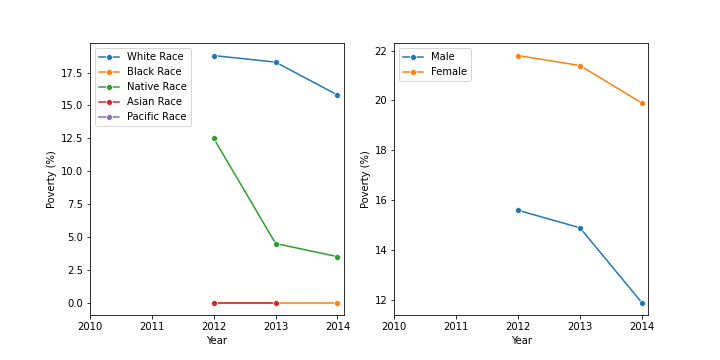 White Race
Black Race
Native Race
Asian Race
Pacific Race
17.5
15.0
12.5
10.0
7.5
5.0
2.5
0.0
Poverty (%)
2010 2011 2012 2013 2014
Year
Male
Female
22
20
18
16
14
12
Poverty (%)
2010 2011 2012 2013 2014
Year